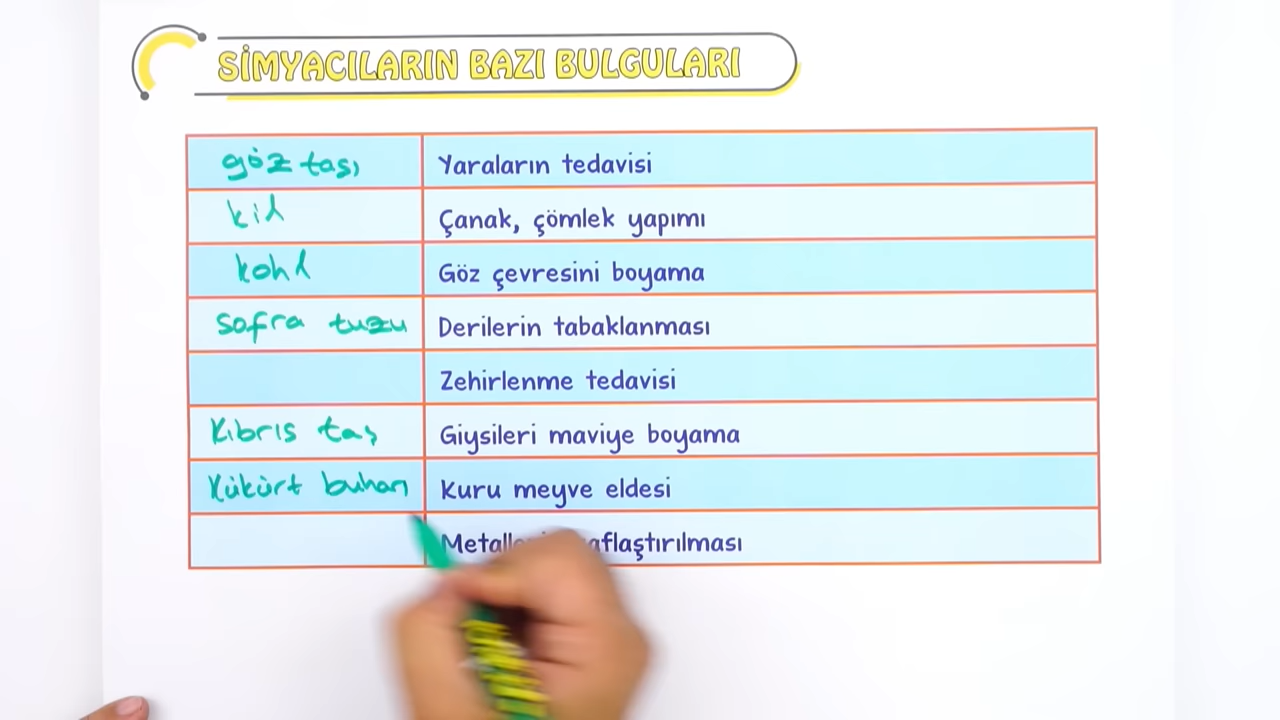 SİMYACILARIN BAZI BULGULARI
göz taşı Yaraların tedavisi
kil Çanak, çömlek yapımı
kohl Göz çevresini boyama
Sofra tuzu Derilerin tabaklanması
Zehirlenme tedavisi
Kıbrıs taş Giysileri maviye boyama
Kükürt buharı Kuru meyve eldesi